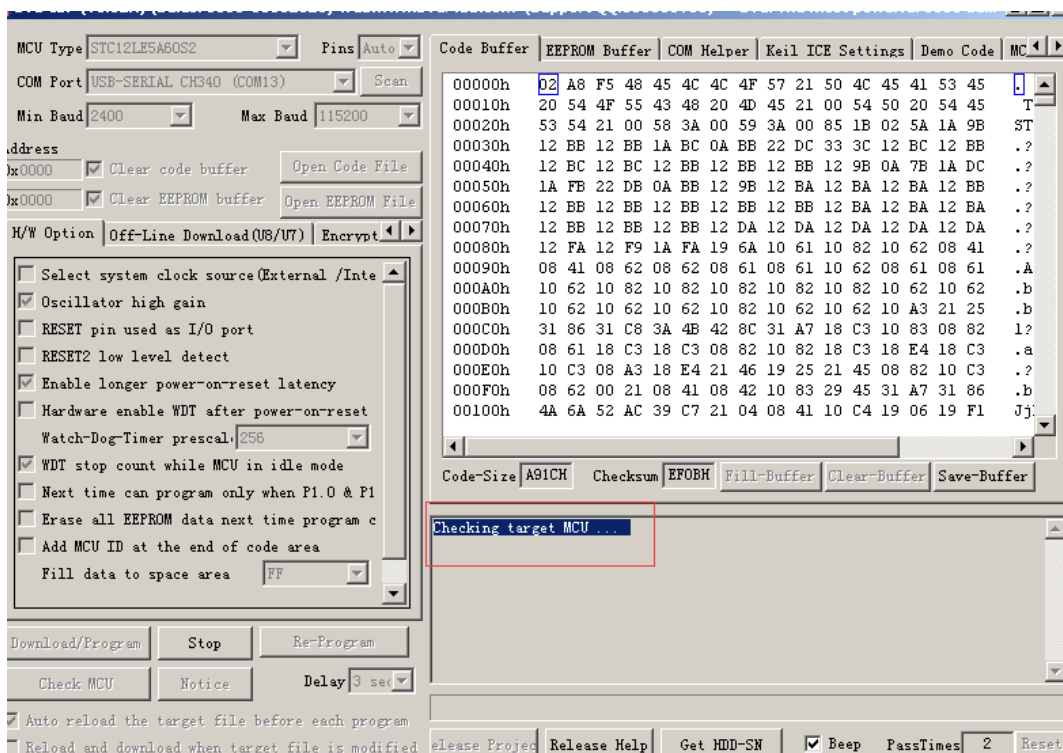 MCU Type STC12LE5A60S2 Pins Auto
COM Port USB-SERIAL CH340 (COM13) Scan
Min Baud 2400 Max Baud 115200
Address
0x0000 Clear code buffer Open Code File
0x0000 Clear EEPROM buffer Open EEPROM File
H/W Option Off-Line Download(U8/U7) Encrypt
Select system clock source(External /Inte
Oscillator high gain
RESET pin used as I/O port
RESET2 low level detect
Enable longer power-on-reset latency
Hardware enable WDT after power-on-reset
Watch-Dog-Timer prescal 256
WDT stop count while MCU in idle mode
Next time can program only when P1.0 & P1
Erase all EEPROM data next time program c
Add MCU ID at the end of code area
Fill data to space area FF
Download/Program Stop Re-Program
Check MCU Notice Delay 3 sec
Auto reload the target file before each program
Reload and download when target file is modified
Code Buffer EEPROM Buffer COM Helper Keil ICE Settings Demo Code MC
00000h 02 A8 F5 48 45 4C 4C 4F 57 21 50 4C 45 41 53 45 .
00010h 20 54 4F 55 43 48 20 4D 45 21 00 54 50 20 54 45 T
00020h 53 54 21 00 58 3A 00 59 3A 00 85 1B 02 5A 1A 9B ST
00030h 12 BB 12 BB 1A BC 0A BB 22 DC 33 3C 12 BC 12 BB .?
00040h 12 BC 12 BC 12 BB 12 BB 12 BB 12 9B 0A 7B 1A DC .?
00050h 1A FB 22 DB 0A BB 12 9B 12 BA 12 BA 12 BA 12 BB .?
00060h 12 BB 12 BB 12 BB 12 BB 12 BB 12 BA 12 BA 12 BA .?
00070h 12 BB 12 BB 12 BB 12 DA 12 DA 12 DA 12 DA 12 DA .?
00080h 12 FA 12 F9 1A FA 19 6A 10 61 10 82 10 62 08 41 .?
00090h 08 41 08 62 08 62 08 61 08 61 10 62 08 61 08 61 .A
000A0h 10 62 10 82 10 82 10 82 10 82 10 82 10 62 10 62 .b
000B0h 10 62 10 62 10 62 10 82 10 62 10 62 10 A3 21 25 .b
000C0h 31 86 31 C8 3A 4B 42 8C 31 A7 18 C3 10 83 08 82 1?
000D0h 08 61 18 C3 18 C3 08 82 10 82 18 C3 18 E4 18 C3 .a
000E0h 10 C3 08 A3 18 E4 21 46 19 25 21 45 08 82 10 C3 .?
000F0h 08 62 00 21 08 41 08 42 10 83 29 45 31 A7 31 86 .b
00100h 4A 6A 52 AC 39 C7 21 04 08 41 10 C4 19 06 19 F1 Jj
Code-Size A91CH Checksum EF0BH Fill-Buffer Clear-Buffer Save-Buffer
Checking target MCU ...
elease Projec Release Help Get HDD-SN Beep PassTimes 2 Rese